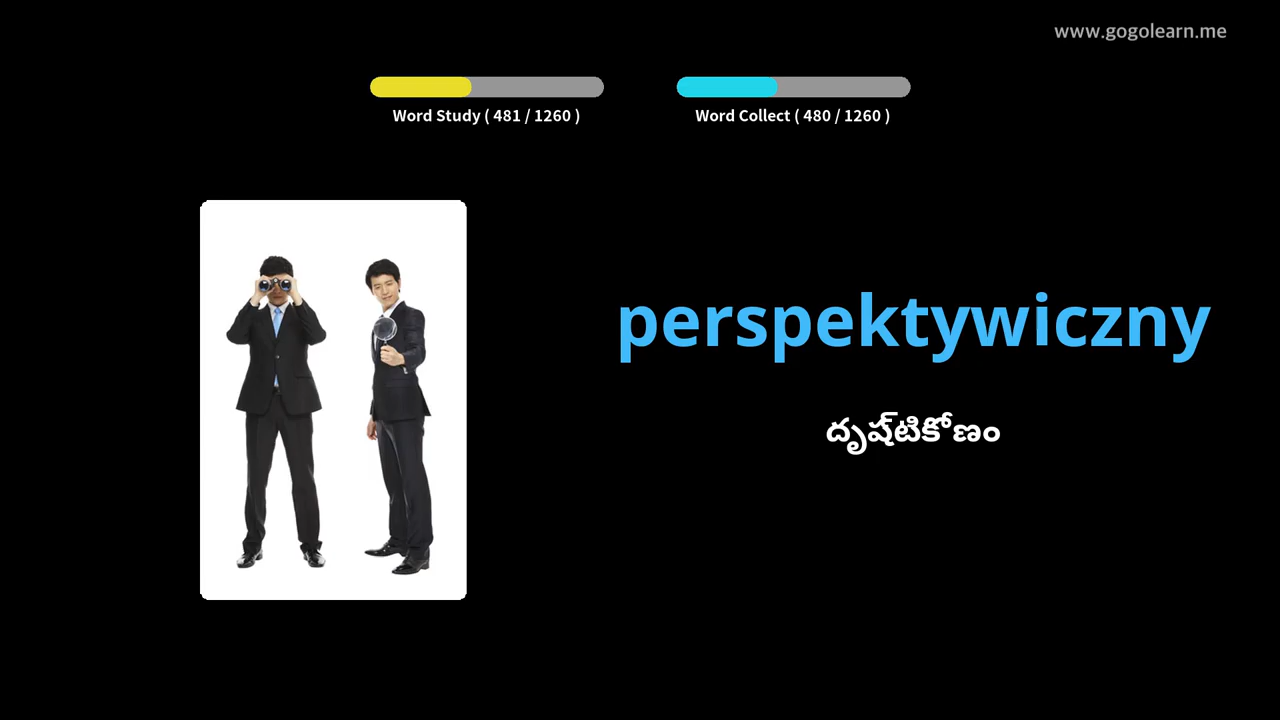 www.gogolearn.me
Word Study ( 481 / 1260 )
Word Collect ( 480 / 1260 )
perspektywiczny
దృష్‌టికోణం